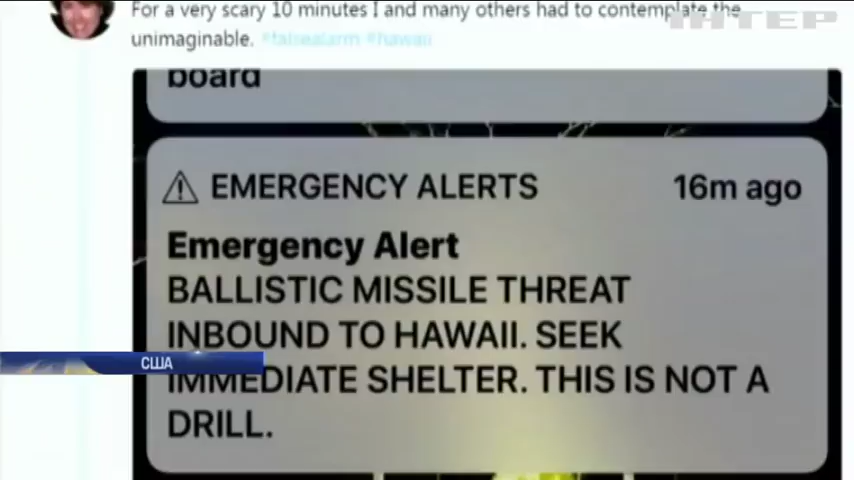 For a very scary 10 minutes I and many others had to contemplate the
unimaginable. #falsealarm #hawaii
ІНТЕР
board
EMERGENCY ALERTS 16m ago
Emergency Alert
BALLISTIC MISSILE THREAT
INBOUND TO HAWAII. SEEK
США
IMMEDIATE SHELTER. THIS IS NOT A
DRILL.